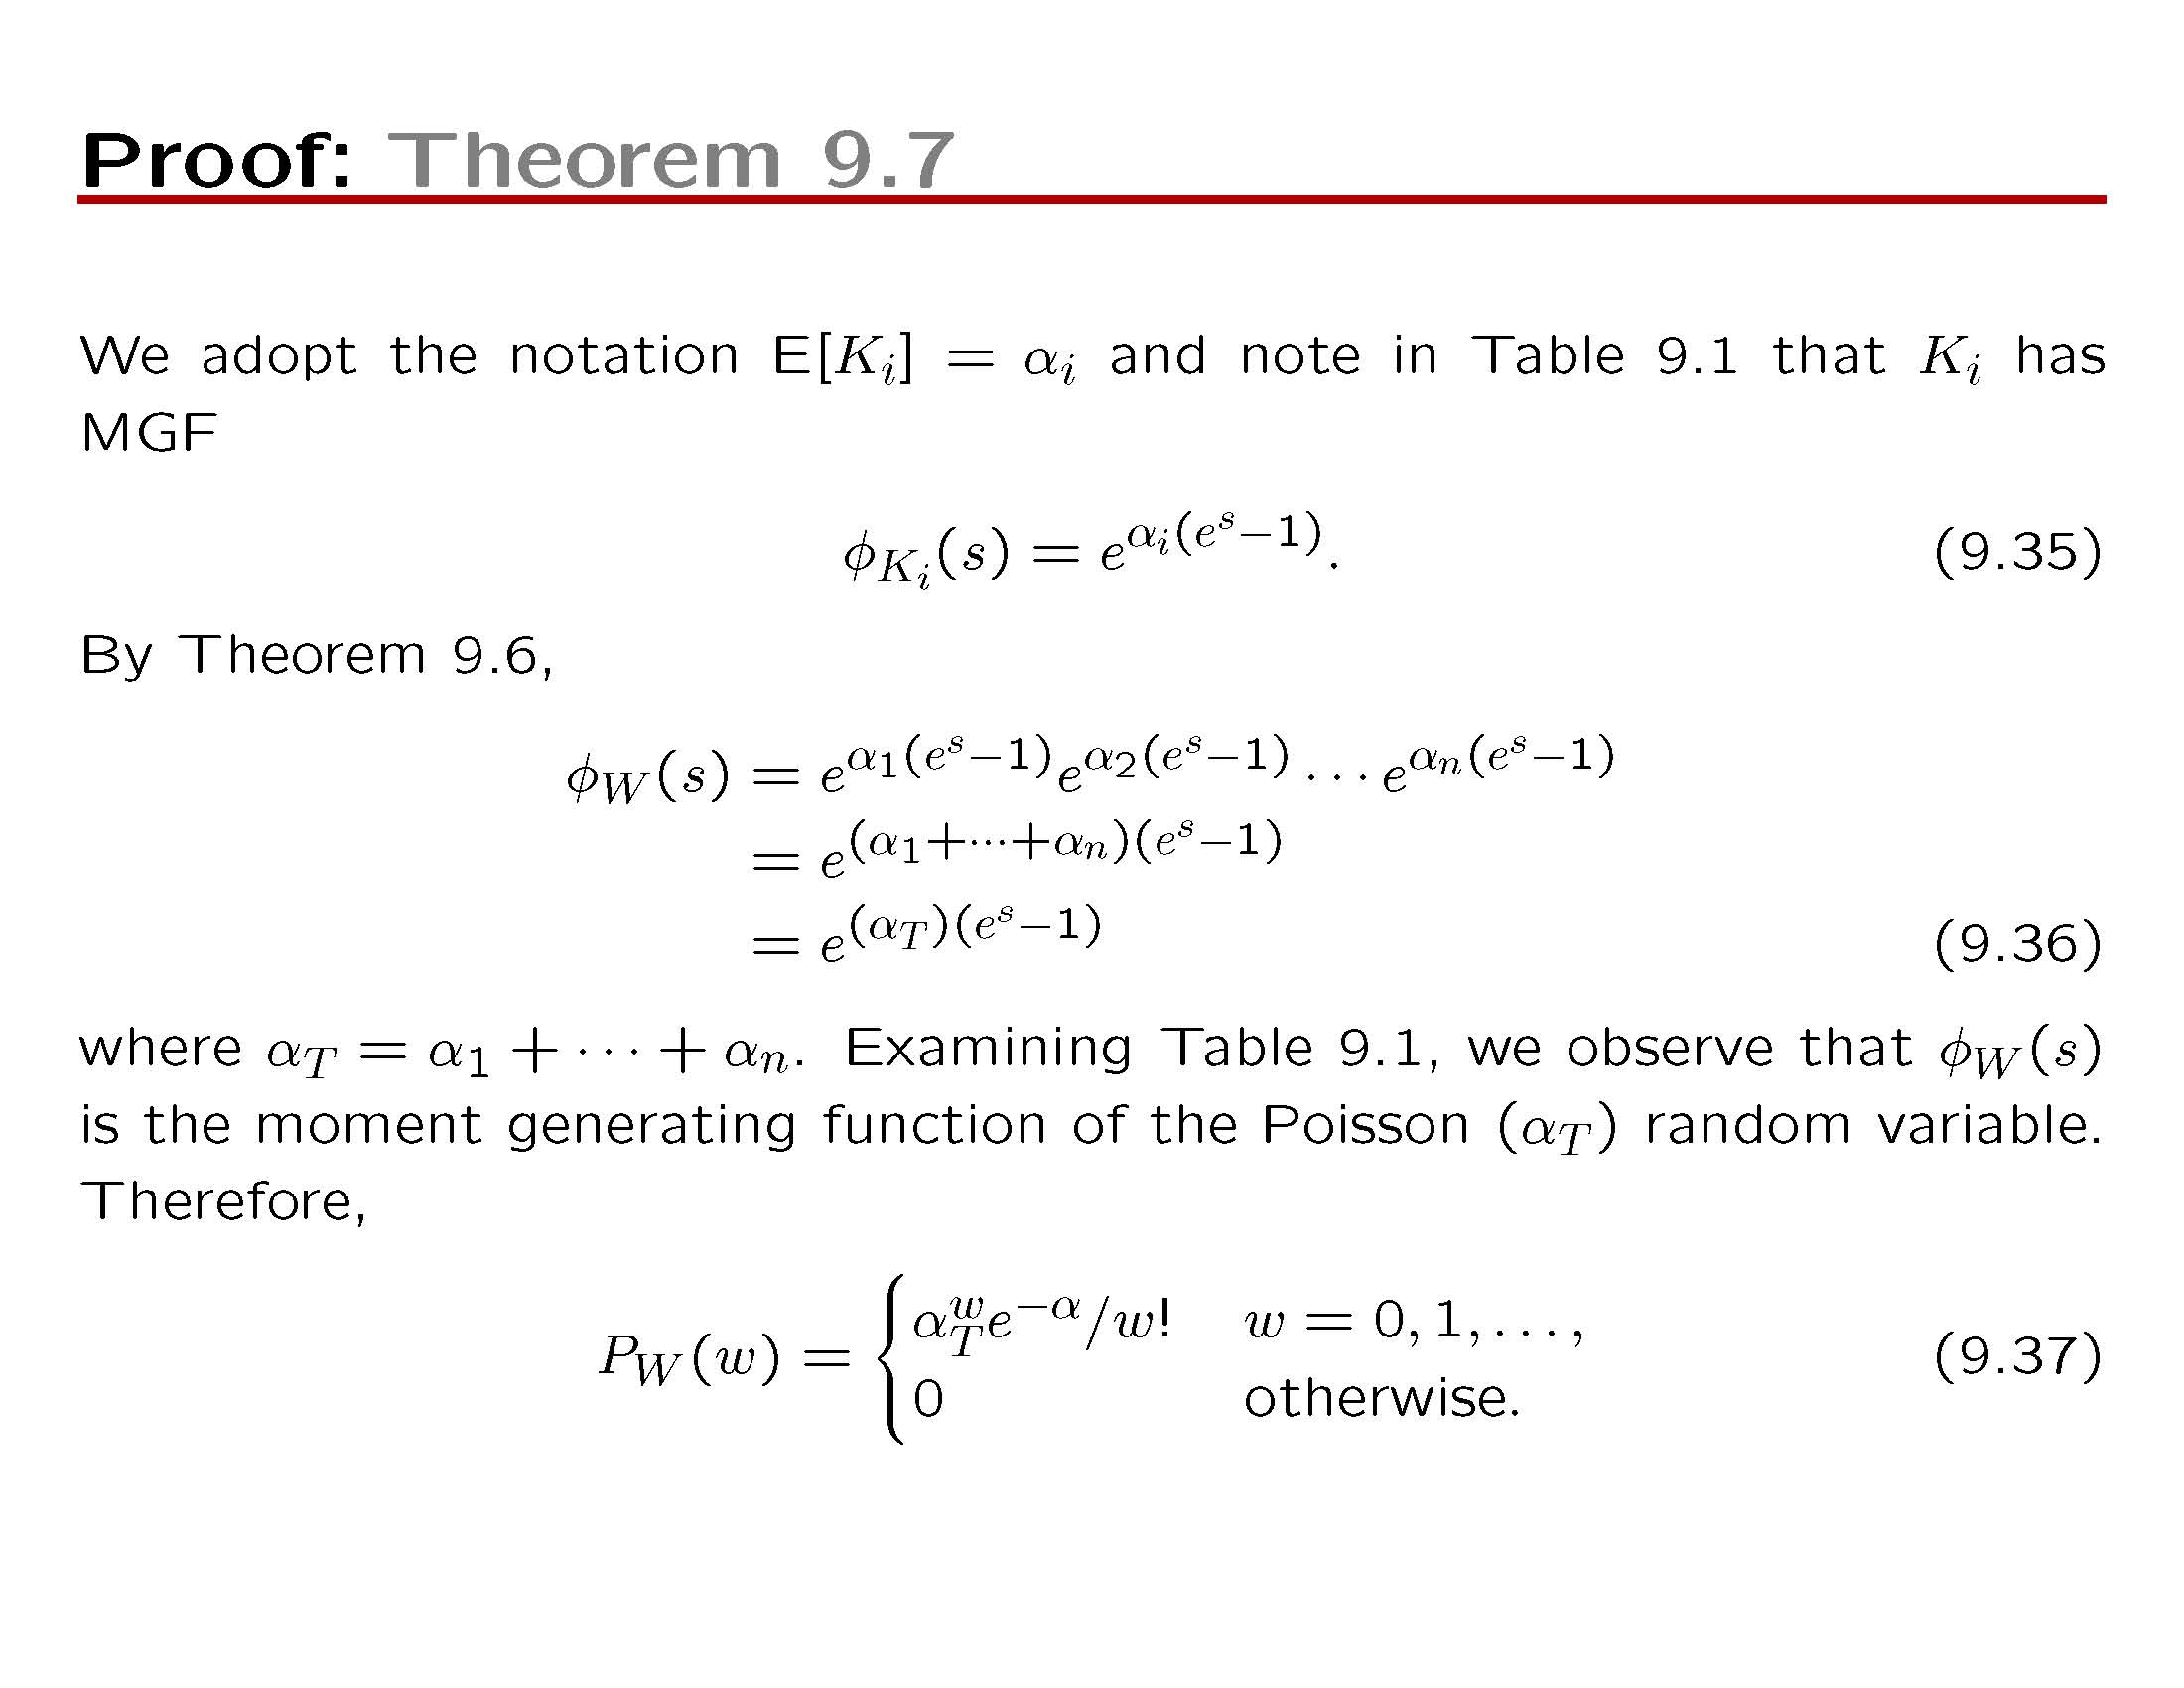 Proof: Theorem 9.7
We adopt the notation E[K_i] = α_i and note in Table 9.1 that K_i has
MGF
ϕ_{K_i}(s) = e^{α_i(e^s−1)}. (9.35)
By Theorem 9.6,
ϕ_W(s) = e^{α_1(e^s−1)}e^{α_2(e^s−1)} ··· e^{α_n(e^s−1)}
= e^{(α_1+···+α_n)(e^s−1)}
= e^{(α_T)(e^s−1)} (9.36)
where α_T = α_1 + ··· + α_n. Examining Table 9.1, we observe that ϕ_W(s)
is the moment generating function of the Poisson (α_T) random variable.
Therefore,
P_W(w) = { α_T^w e^{−α}/w! w = 0, 1, . . . ,
0 otherwise. (9.37)